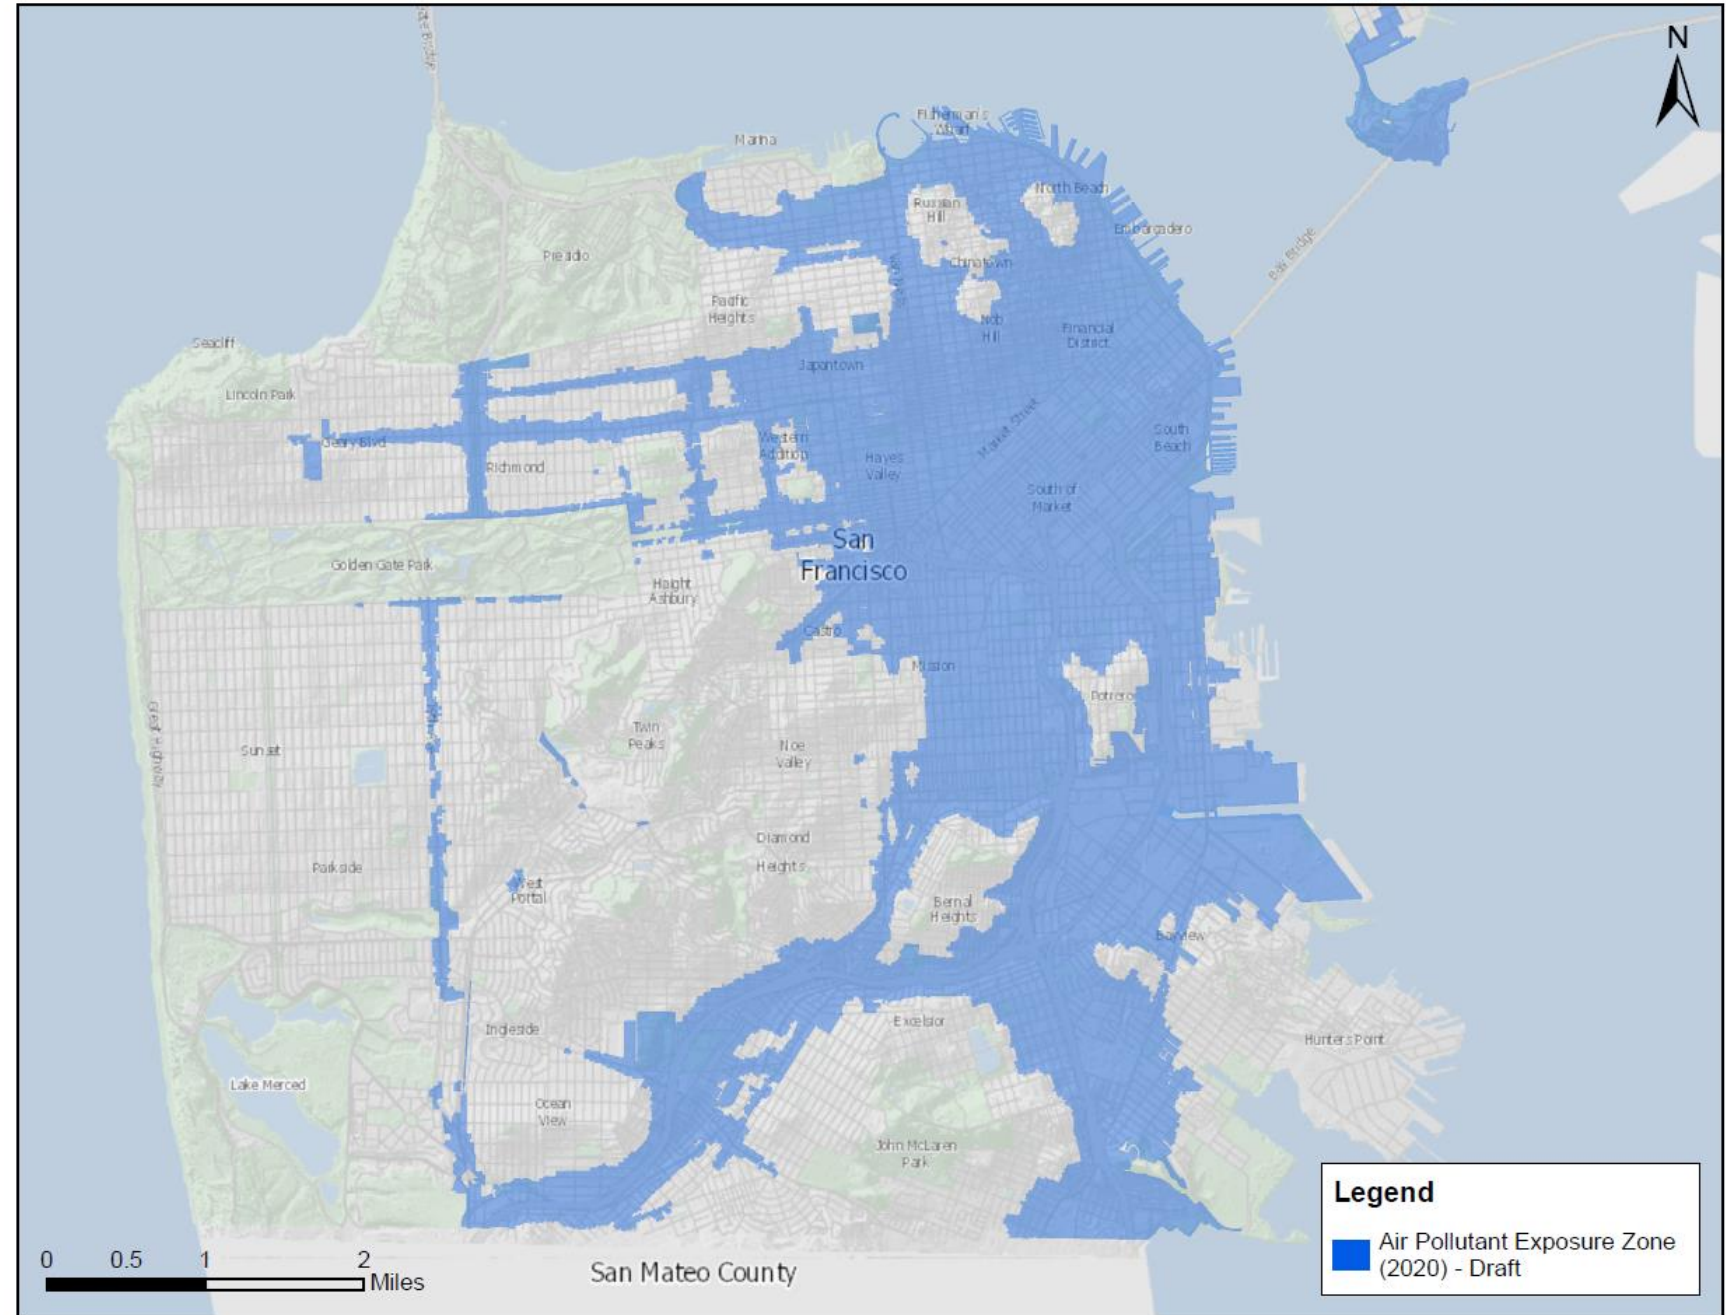 N
Fisherman's
Wharf
Marina
North Beach
Russian
Hill
Embarcadero
Bay Bridge
Presidio
Chinatown
Pacific
Heights
Nob
Hill
Financial
District
Seacliff
Japantown
Lincoln Park
Market Street
Geary Blvd
Western
Addition
South
Beach
Richmond
Hayes
Valley
South of
Market
San
Francisco
Golden Gate Park
Haight
Ashbury
Castro
Mission
Potrero
Great Highway
Sunset
Twin
Peaks
Noe
Valley
Diamond
Heights
Parkside
West
Portal
Bernal
Heights
Bayview
Excelsior
Ingleside
Hunters Point
Lake Merced
Ocean
View
John McLaren
Park
Legend
Air Pollutant Exposure Zone
(2020) - Draft
0 0.5 1 2
Miles
San Mateo County